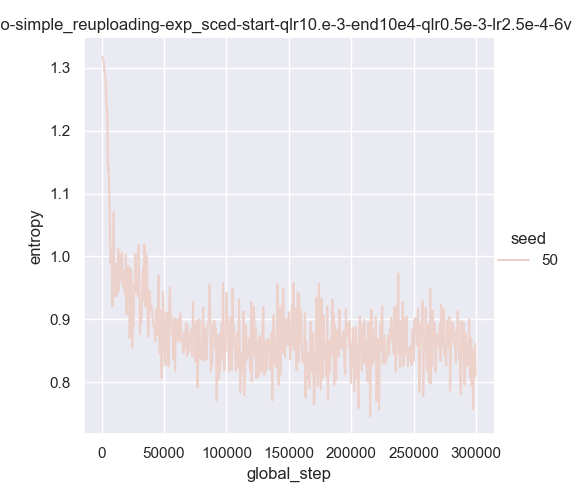 o-simple_reuploading-exp_sced-start-qlr10.e-3-end10e4-qlr0.5e-3-lr2.5e-4-6v
1.3
1.2
1.1
1.0
0.9
0.8
entropy
seed
50
0 50000 100000 150000 200000 250000 300000
global_step